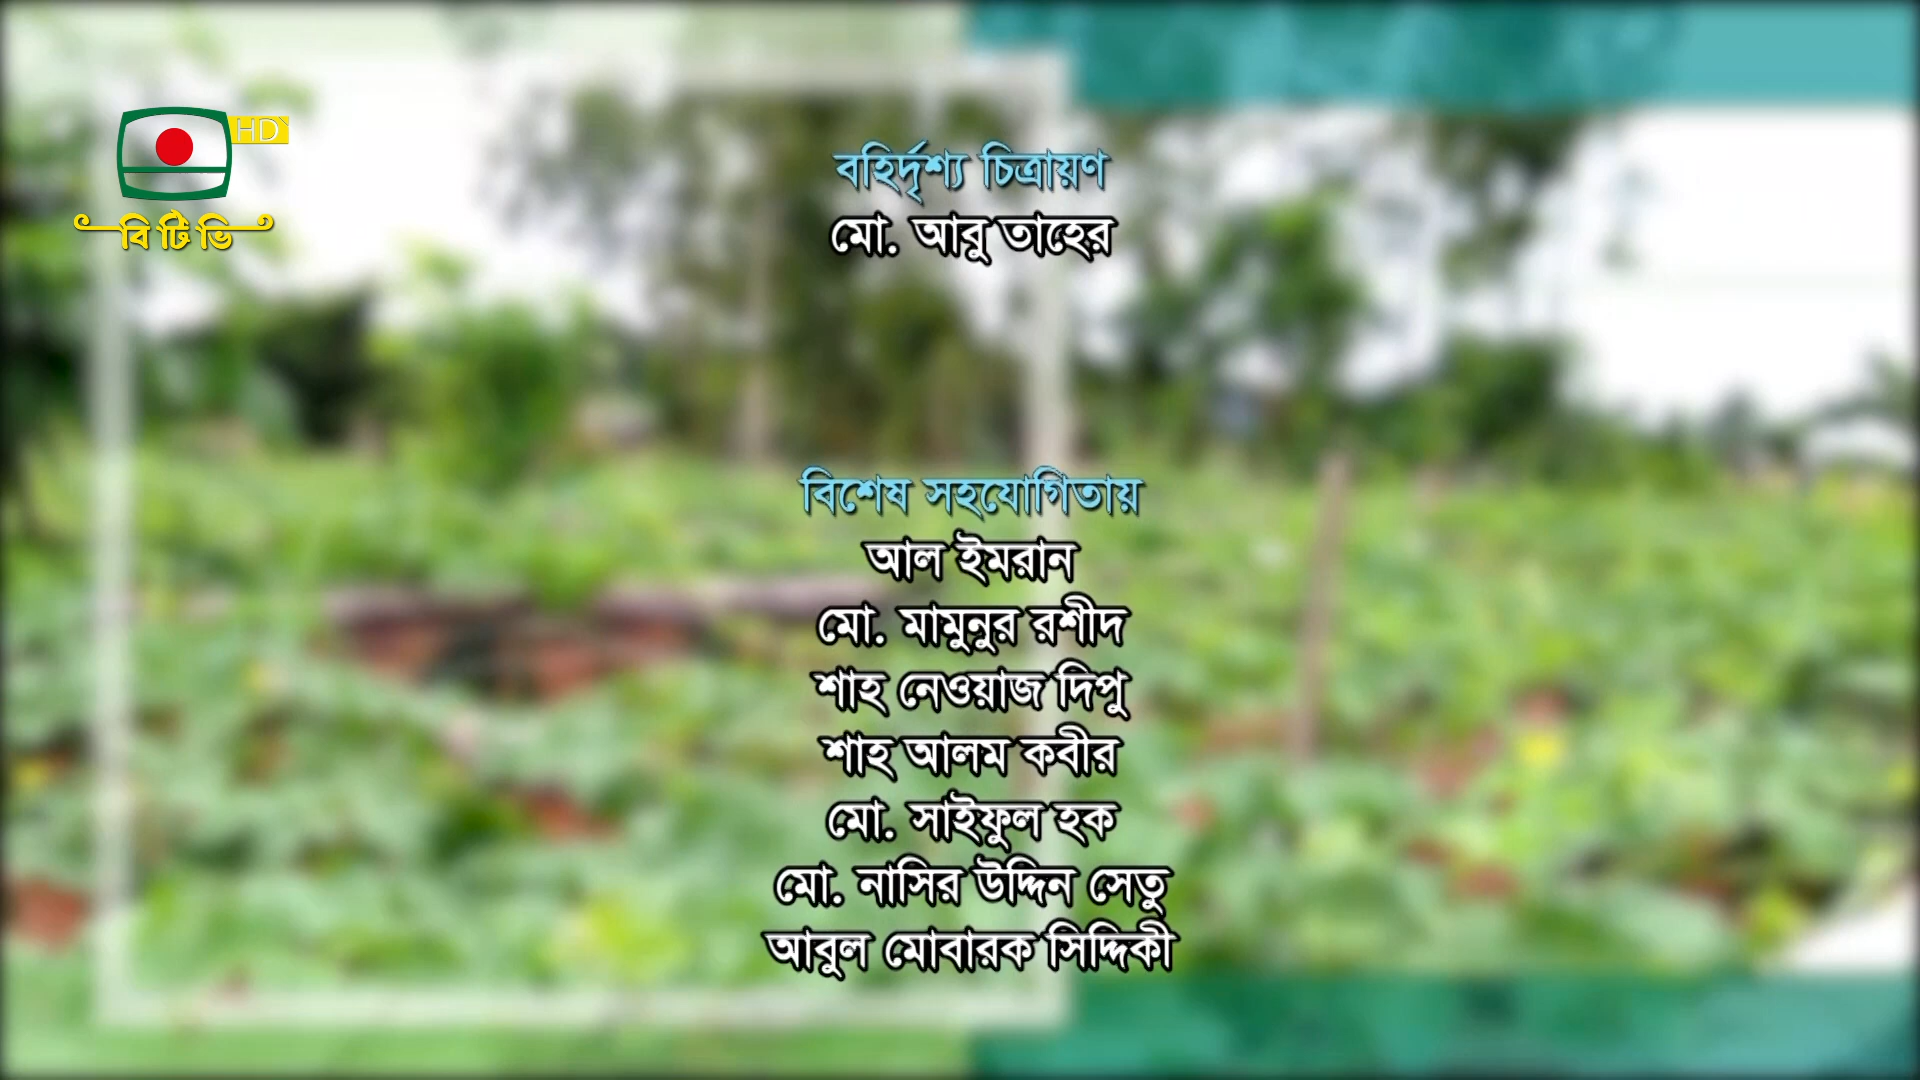 HD
বিটিভি
বহির্দৃশ্য চিত্রায়ণ
মো. আবু তাহের
বিশেষ সহযোগিতায়
আল ইমরান
মো. মামুনুর রশীদ
শাহ নেওয়াজ দিপু
শাহ আলম কবীর
মো. সাইফুল হক
মো. নাসির উদ্দিন সেতু
আবুল মোবারক সিদ্দিকী